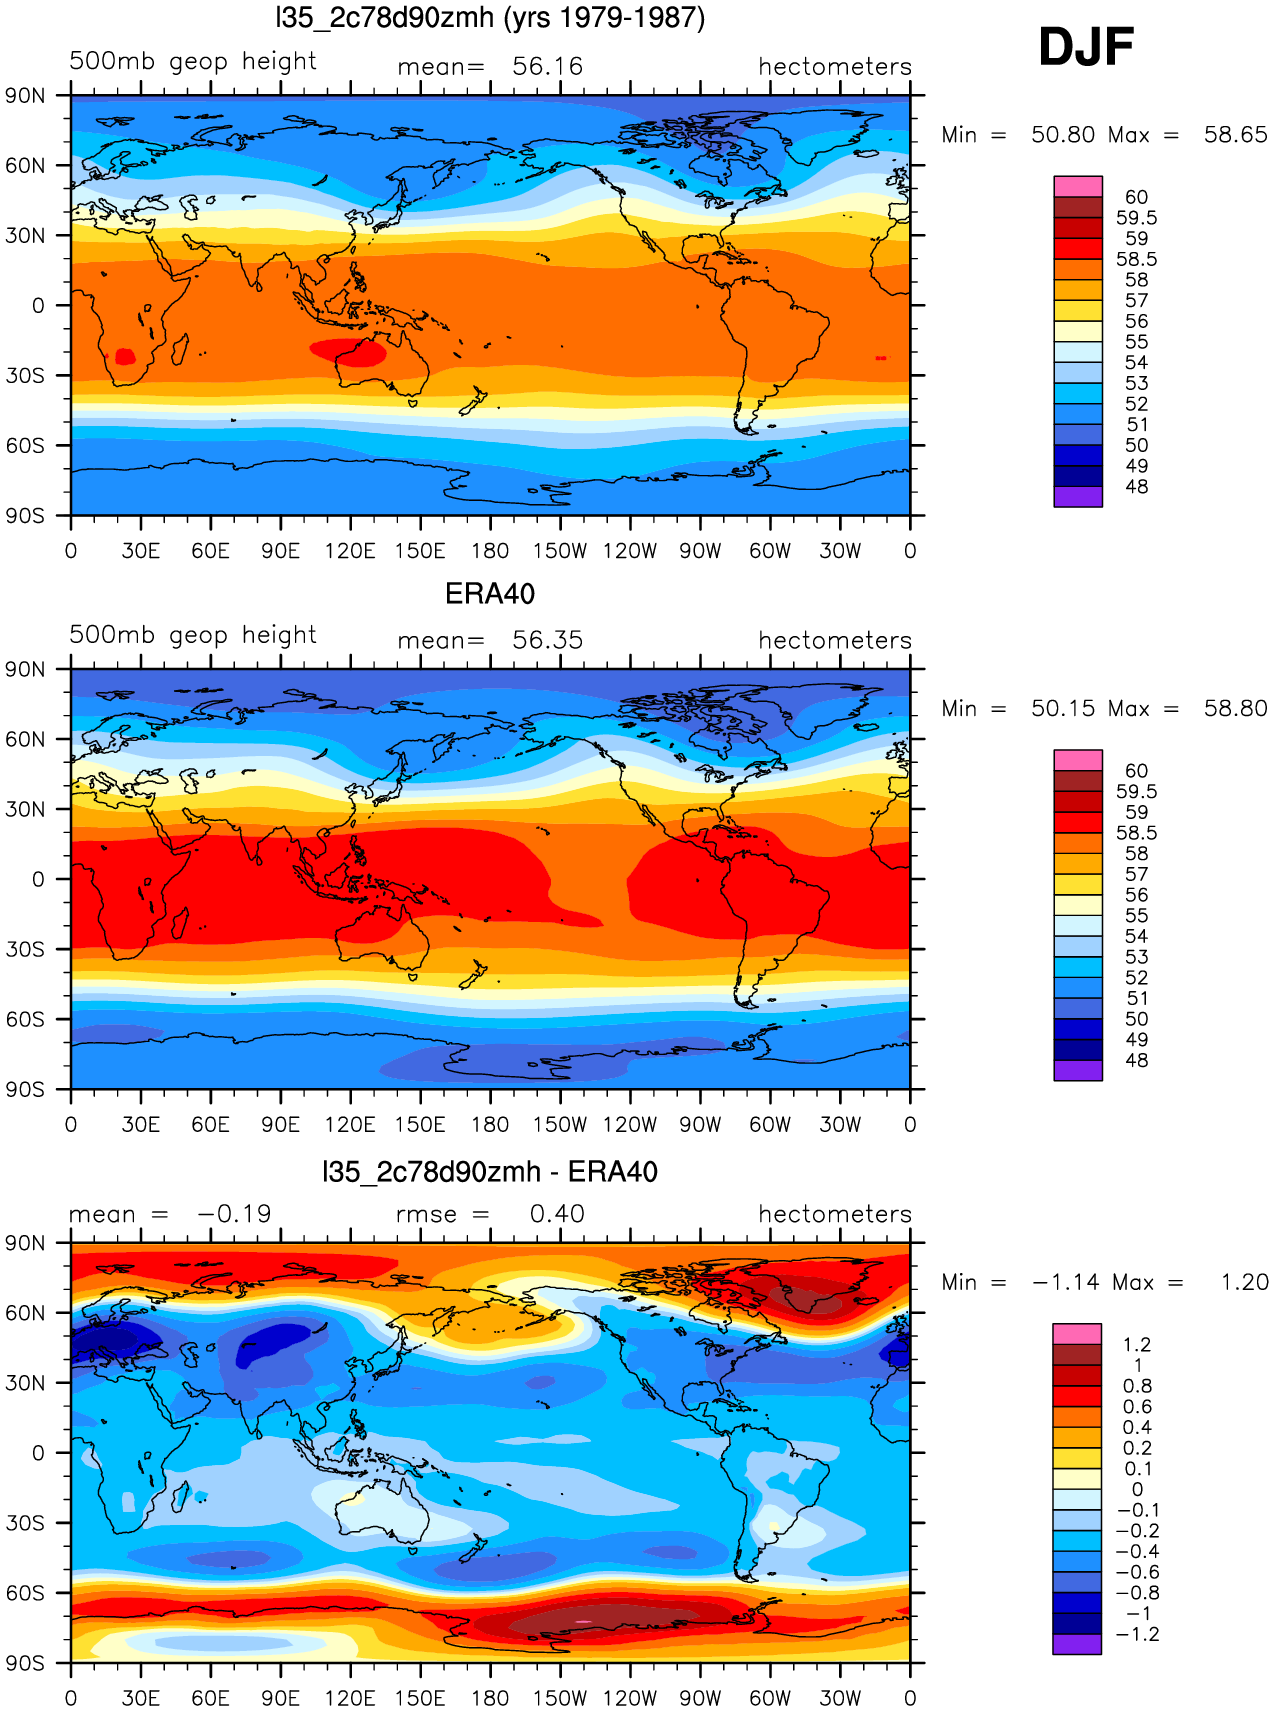 l35_2c78d90zmh (yrs 1979-1987)
DJF
500mb geop height mean= 56.16 hectometers
Min = 50.80 Max = 58.65
90N
60N
30N
0
30S
60S
90S
0 30E 60E 90E 120E 150E 180 150W 120W 90W 60W 30W 0
60
59.5
59
58.5
58
57
56
55
54
53
52
51
50
49
48
ERA40
500mb geop height mean= 56.35 hectometers
Min = 50.15 Max = 58.80
90N
60N
30N
0
30S
60S
90S
0 30E 60E 90E 120E 150E 180 150W 120W 90W 60W 30W 0
60
59.5
59
58.5
58
57
56
55
54
53
52
51
50
49
48
l35_2c78d90zmh - ERA40
mean = -0.19 rmse = 0.40 hectometers
Min = -1.14 Max = 1.20
90N
60N
30N
0
30S
60S
90S
0 30E 60E 90E 120E 150E 180 150W 120W 90W 60W 30W 0
1.2
1
0.8
0.6
0.4
0.2
0.1
0
-0.1
-0.2
-0.4
-0.6
-0.8
-1
-1.2